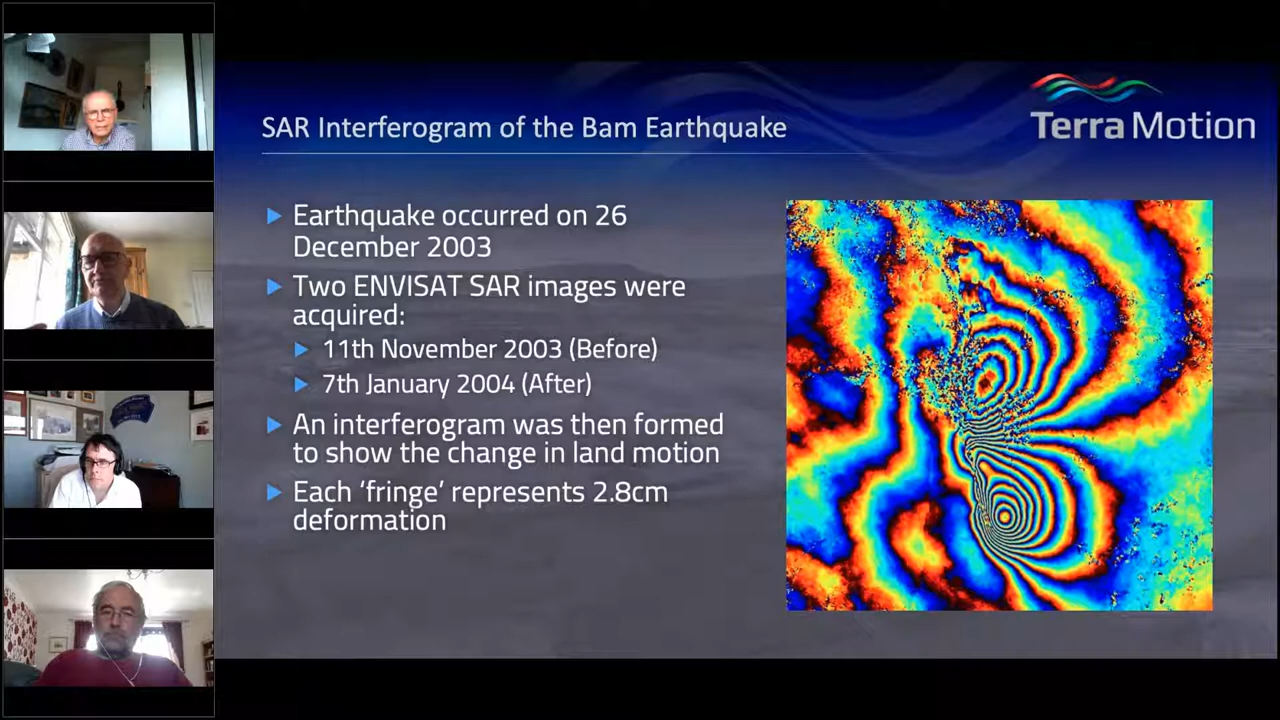 SAR Interferogram of the Bam Earthquake
Terra Motion
Earthquake occurred on 26
December 2003
Two ENVISAT SAR images were
acquired:
11th November 2003 (Before)
7th January 2004 (After)
An interferogram was then formed
to show the change in land motion
Each ‘fringe’ represents 2.8cm
deformation